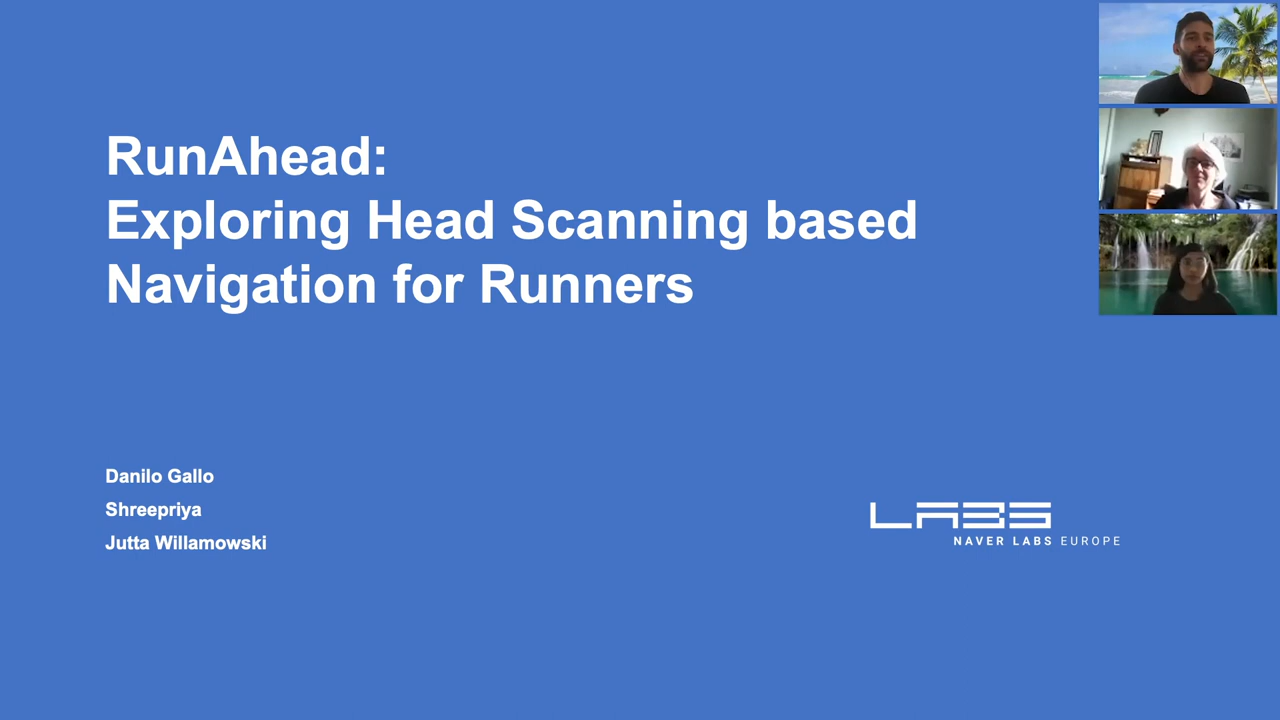 RunAhead:
Exploring Head Scanning based
Navigation for Runners
Danilo Gallo
Shreepriya
Jutta Willamowski
LABS
NAVER LABS EUROPE